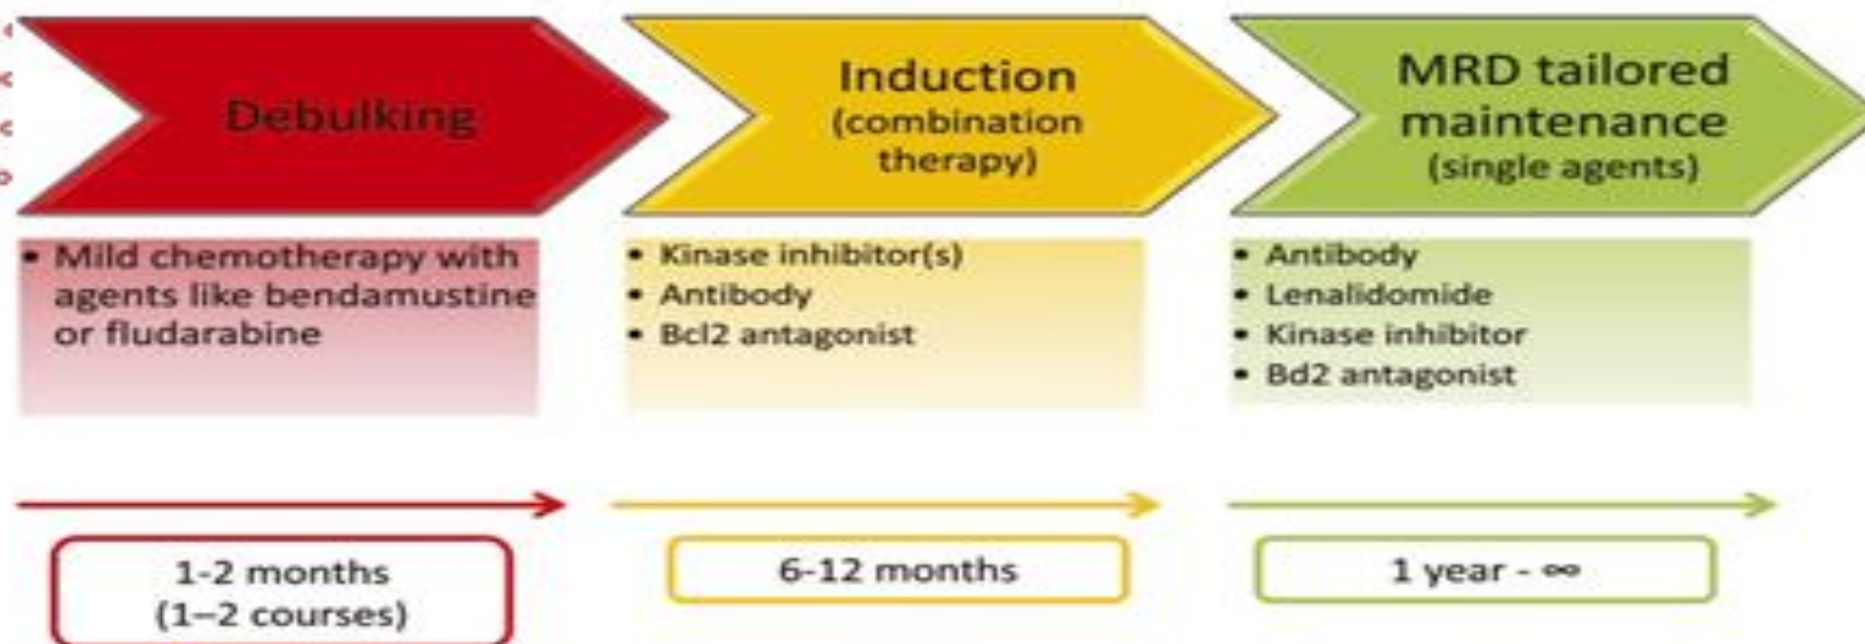 Debulking
Induction
(combination
therapy)
MRD tailored
maintenance
(single agents)
• Mild chemotherapy with
agents like bendamustine
or fludarabine
• Kinase inhibitor(s)
• Antibody
• Bcl2 antagonist
• Antibody
• Lenalidomide
• Kinase inhibitor
• Bd2 antagonist
1-2 months
(1–2 courses)
6-12 months
1 year - ∞